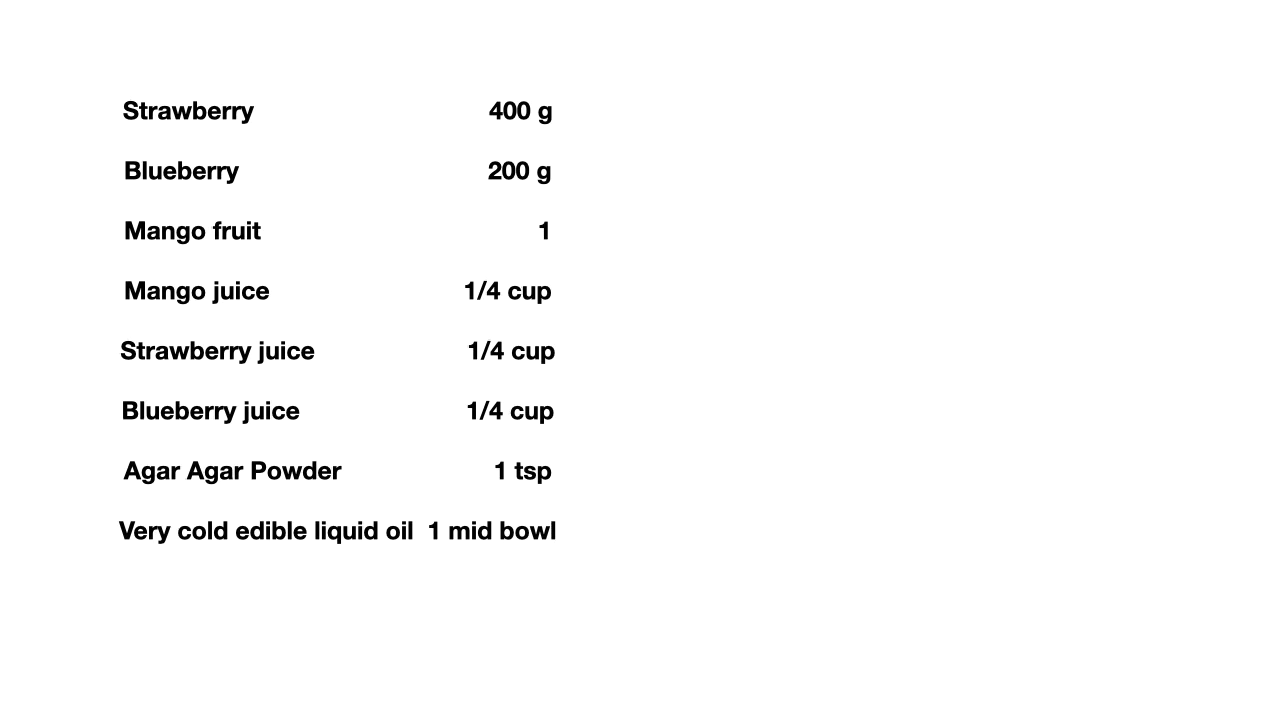 Strawberry 400 g
Blueberry 200 g
Mango fruit 1
Mango juice 1/4 cup
Strawberry juice 1/4 cup
Blueberry juice 1/4 cup
Agar Agar Powder 1 tsp
Very cold edible liquid oil 1 mid bowl